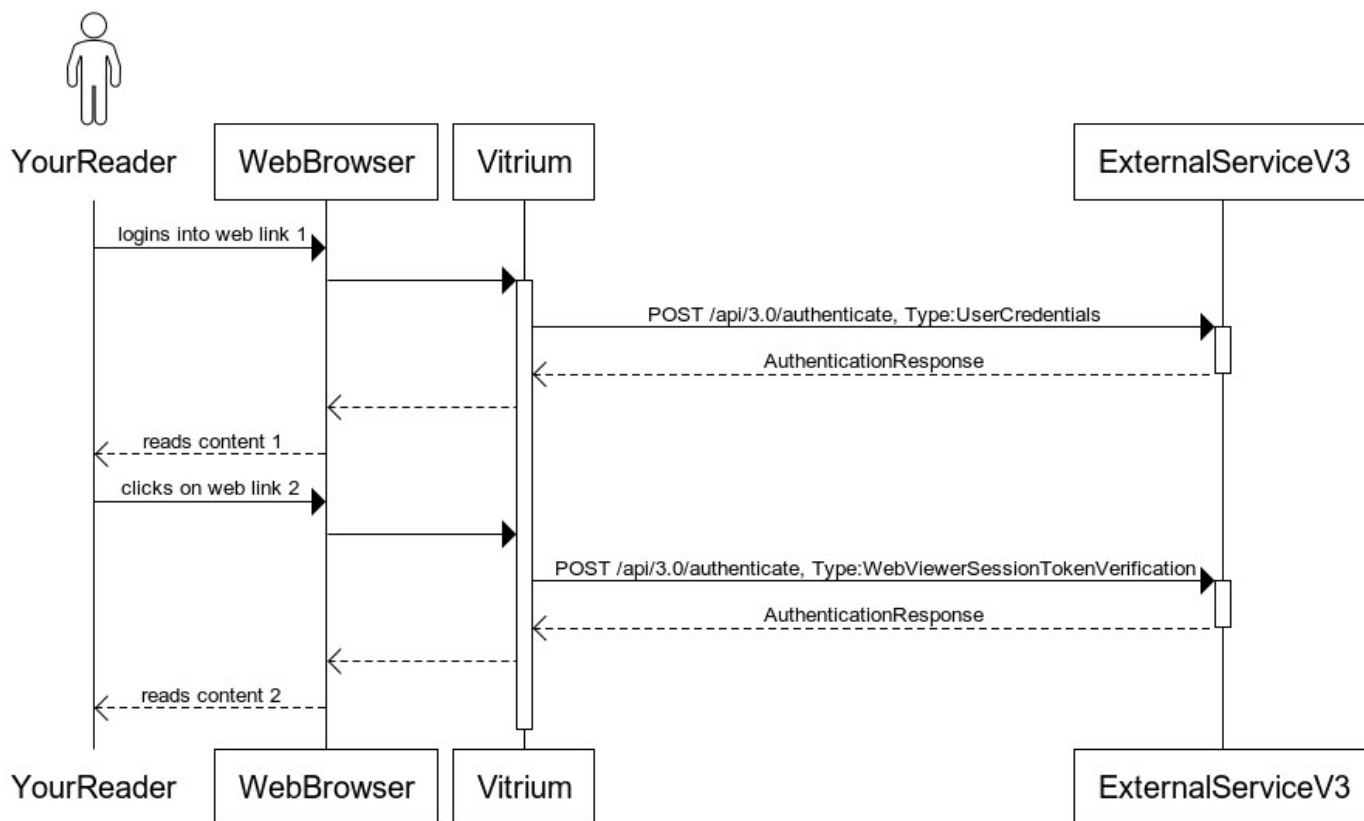 YourReader
WebBrowser
Vitrium
ExternalServiceV3
logins into web link 1
POST /api/3.0/authenticate, Type:UserCredentials
AuthenticationResponse
reads content 1
clicks on web link 2
POST /api/3.0/authenticate, Type:WebViewerSessionTokenVerification
AuthenticationResponse
reads content 2
YourReader
WebBrowser
Vitrium
ExternalServiceV3